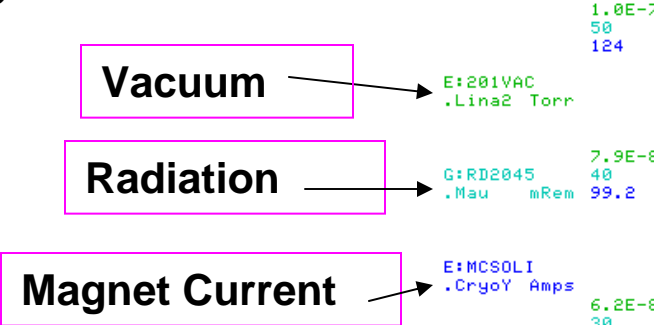 1.0E-7
50
124
Vacuum
E:201VAC
.Lina2 Torr
7.9E-8
Radiation
G:RD2045 40
.Mau mRem 99.2
E:MCSOLI
Magnet Current
.CryoY Amps
6.2E-8
30